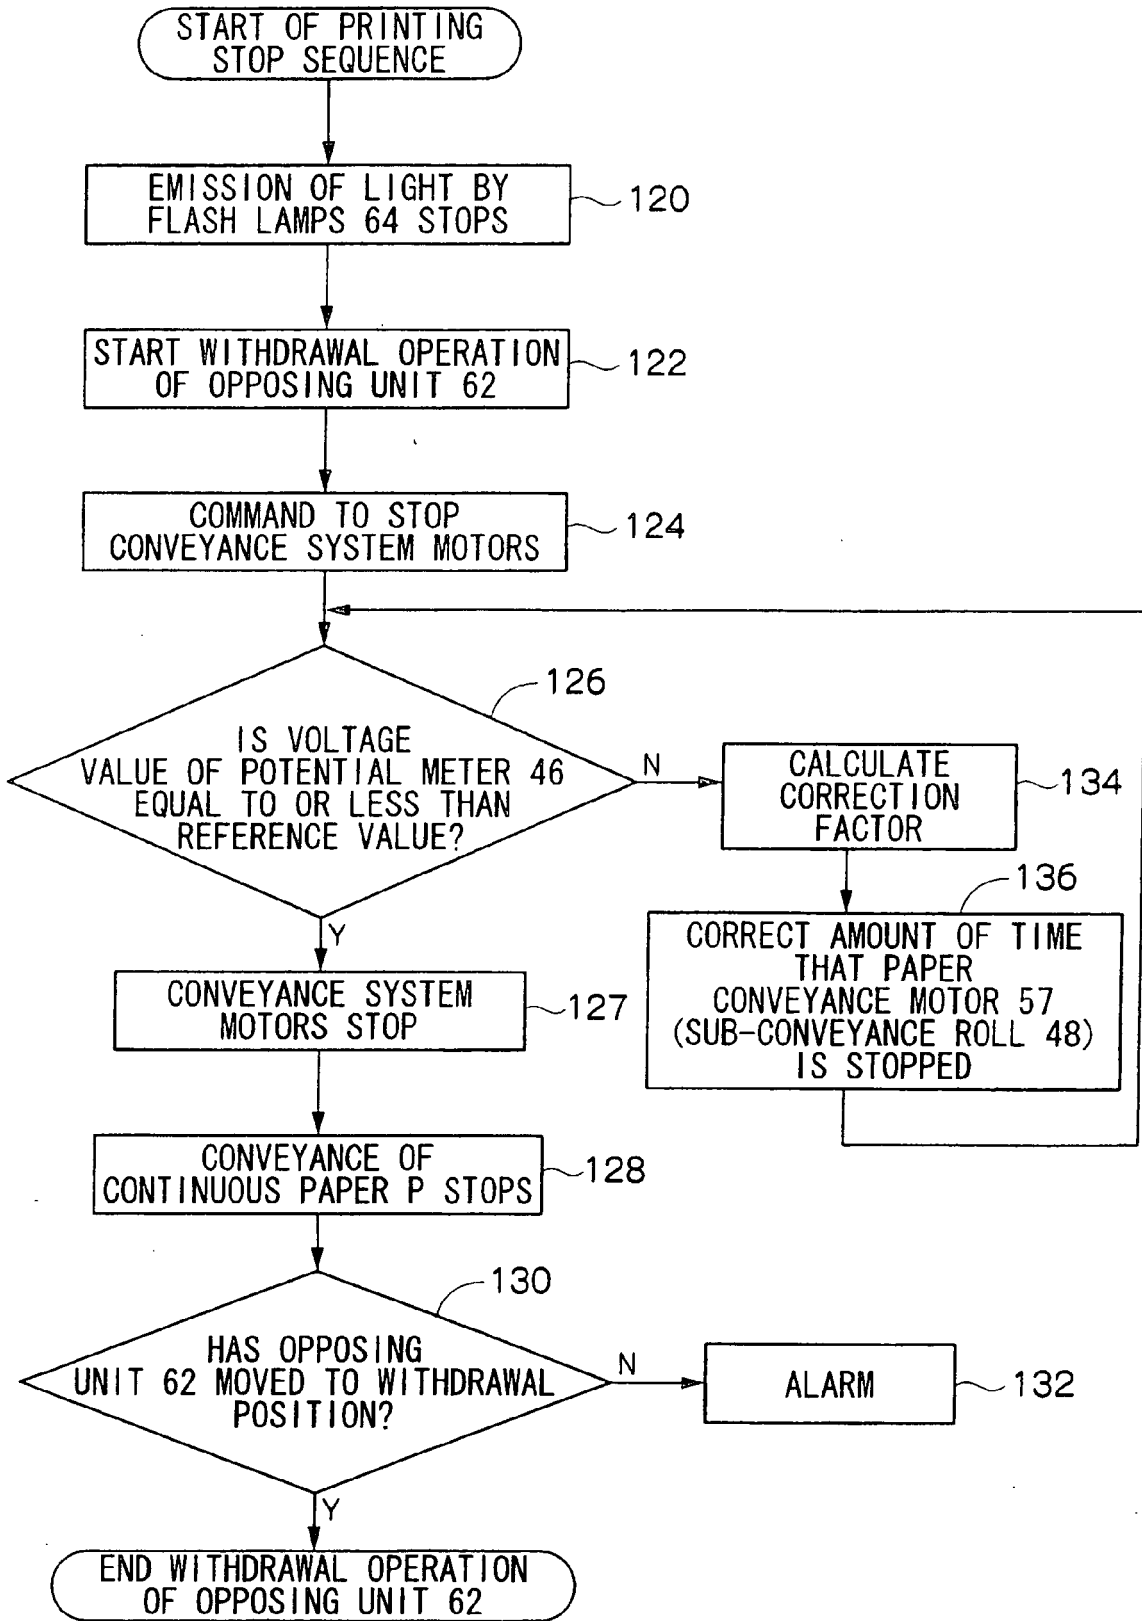 START OF PRINTING
STOP SEQUENCE
EMISSION OF LIGHT BY
FLASH LAMPS 64 STOPS
120
START WITHDRAWAL OPERATION
OF OPPOSING UNIT 62
122
COMMAND TO STOP
CONVEYANCE SYSTEM MOTORS
124
126
IS VOLTAGE
VALUE OF POTENTIAL METER 46
EQUAL TO OR LESS THAN
REFERENCE VALUE?
N
CALCULATE
CORRECTION
FACTOR
134
136
CORRECT AMOUNT OF TIME
THAT PAPER
CONVEYANCE MOTOR 57
(SUB-CONVEYANCE ROLL 48)
IS STOPPED
Y
CONVEYANCE SYSTEM
MOTORS STOP
127
CONVEYANCE OF
CONTINUOUS PAPER P STOPS
128
130
HAS OPPOSING
UNIT 62 MOVED TO WITHDRAWAL
POSITION?
N
ALARM
132
Y
END WITHDRAWAL OPERATION
OF OPPOSING UNIT 62